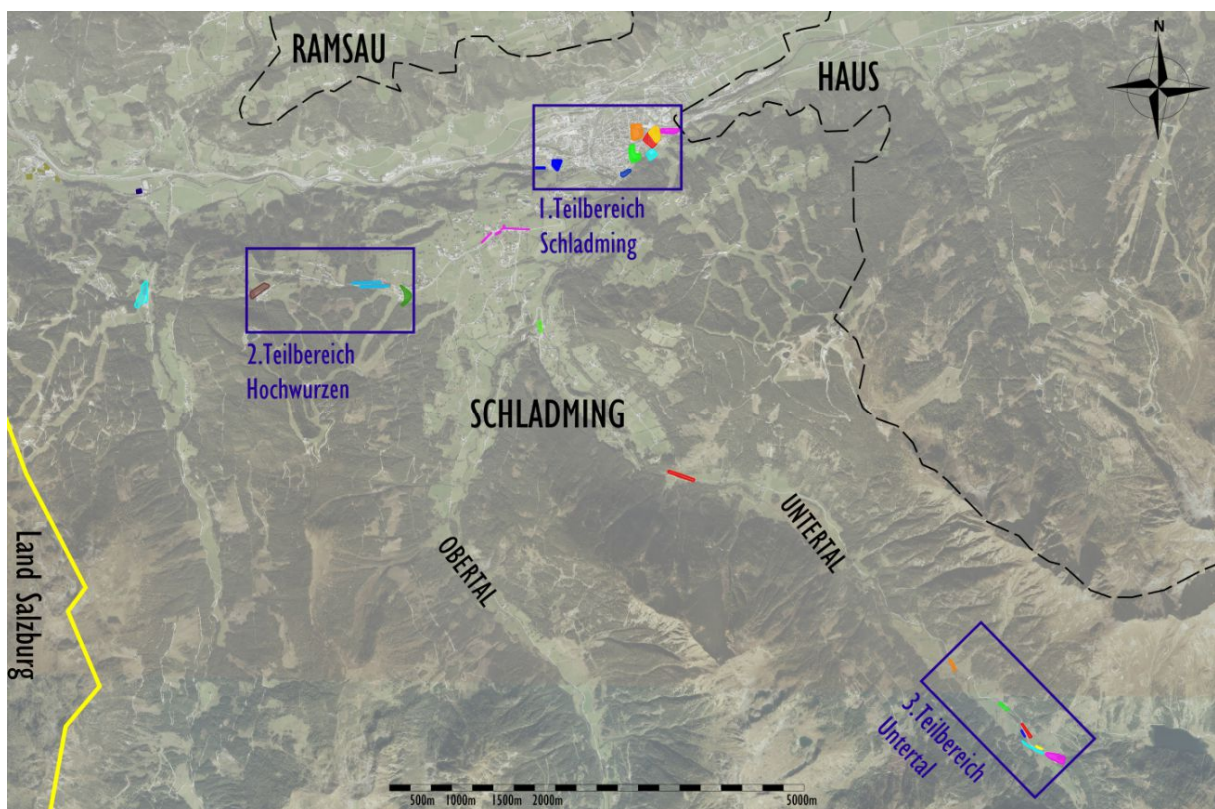 RAMSAU
HAUS
N
1.Teilbereich
Schladming
2.Teilbereich
Hochwurzen
SCHLADMING
UNTERTAL
OBERTAL
Land Salzburg
3.Teilbereich
Untertal
500m 1000m 1500m 2000m 5000m